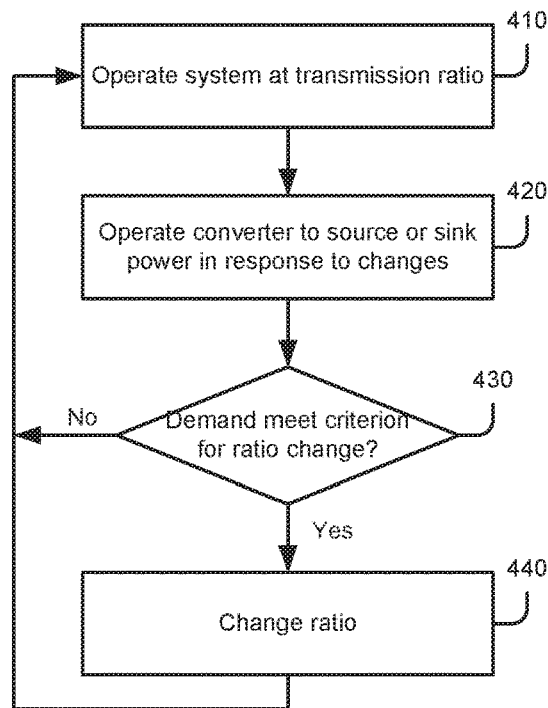 410
Operate system at transmission ratio
420
Operate converter to source or sink
power in response to changes
430
No
Demand meet criterion
for ratio change?
Yes
440
Change ratio